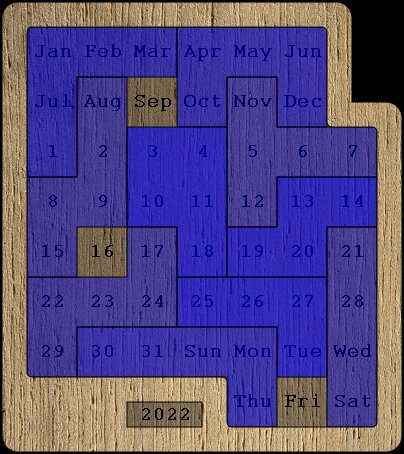 Jan Feb Mar Apr May Jun
Jul Aug Sep Oct Nov Dec
1 2 3 4 5 6 7
8 9 10 11 12 13 14
15 16 17 18 19 20 21
22 23 24 25 26 27 28
29 30 31 Sun Mon Tue Wed
Thu Fri Sat
2022